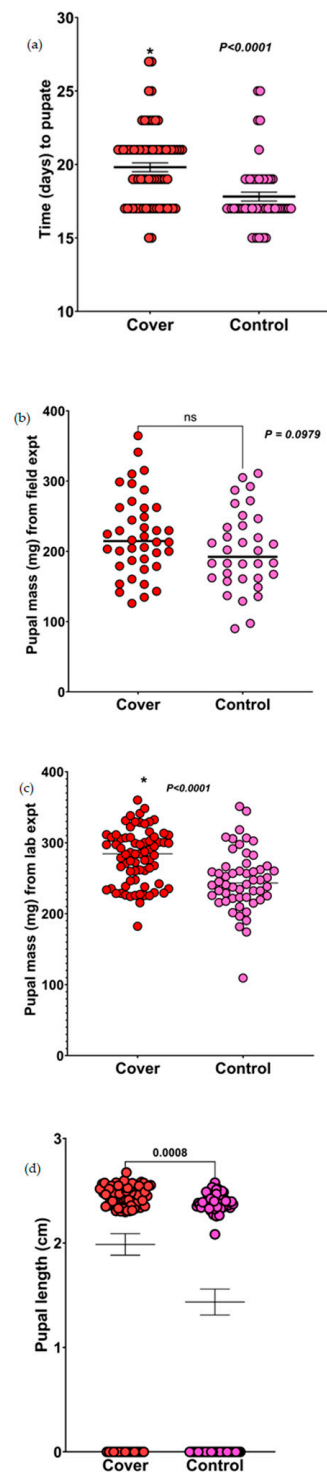 (a)
30
25
20
15
10
Time (days) to pupate
*
P<0.0001
Cover
Control
(b)
400
300
200
100
0
Pupal mass (mg) from field expt
ns
P = 0.0979
Cover
Control
(c)
400
300
200
100
0
Pupal mass (mg) from lab expt
*
P<0.0001
Cover
Control
(d)
3
2
1
0
Pupal length (cm)
0.0008
Cover
Control